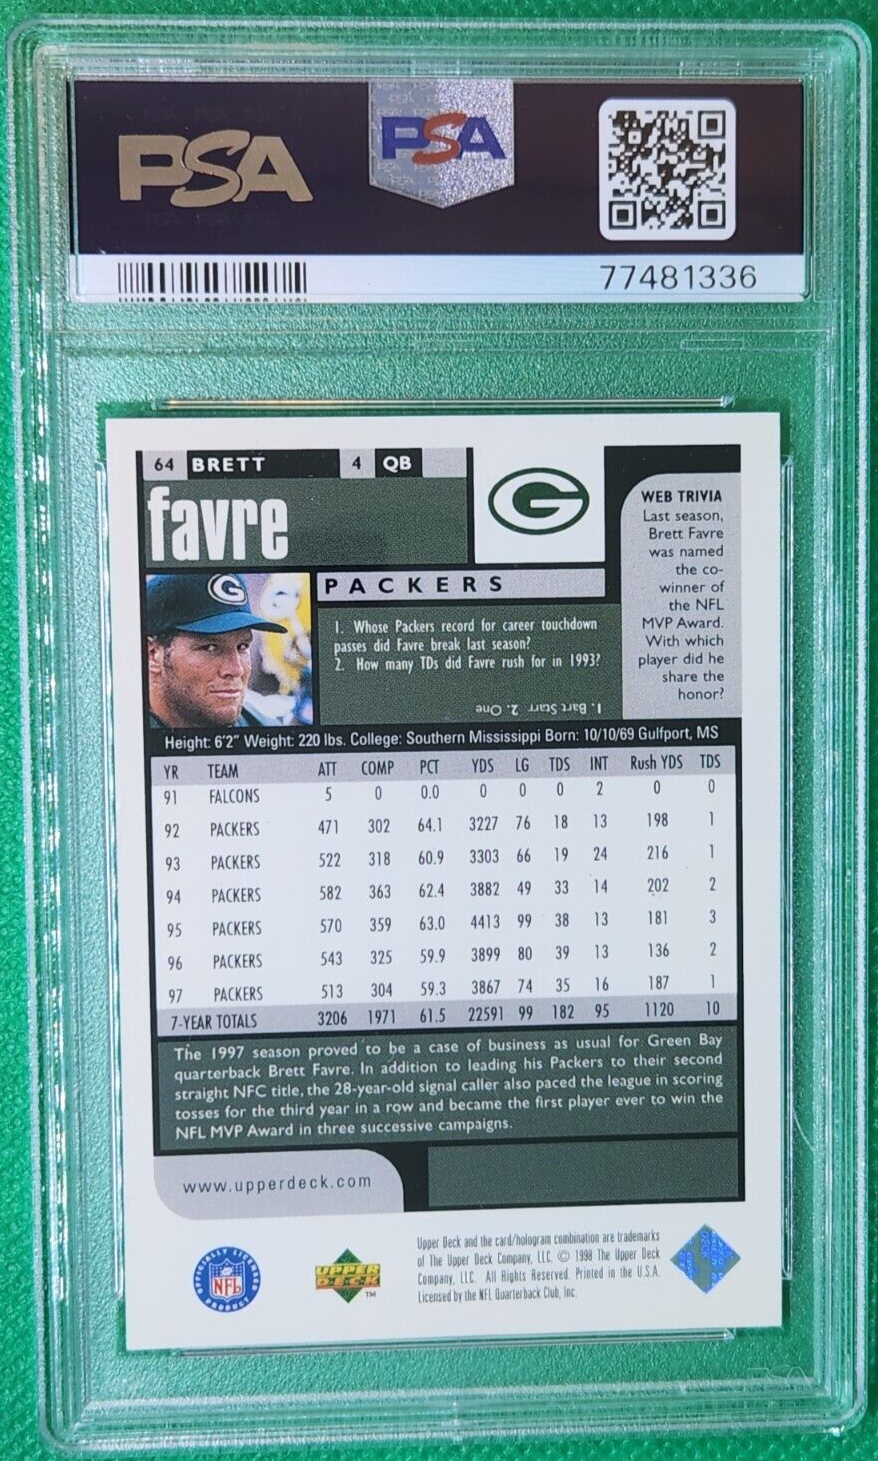 PSA
PSA
77481336
64 BRETT 4 QB
favre
G
PACKERS
1. Whose Packers record for career touchdown
passes did Favre break last season?
2. How many TDs did Favre rush for in 1993?
1. Bart Starr 2. One
WEB TRIVIA
Last season,
Brett Favre
was named
the co-
winner of
the NFL
MVP Award.
With which
player did he
share the
honor?
Height: 6'2" Weight: 220 lbs. College: Southern Mississippi Born: 10/10/69 Gulfport, MS
YR TEAM ATT COMP PCT YDS LG TDS INT Rush YDS TDS
91 FALCONS 5 0 0.0 0 0 0 2 0 0
92 PACKERS 471 302 64.1 3227 76 18 13 198 1
93 PACKERS 522 318 60.9 3303 66 19 24 216 1
94 PACKERS 582 363 62.4 3882 49 33 14 202 2
95 PACKERS 570 359 63.0 4413 99 38 13 181 3
96 PACKERS 543 325 59.9 3899 80 39 13 136 2
97 PACKERS 513 304 59.3 3867 74 35 16 187 1
7-YEAR TOTALS 3206 1971 61.5 22591 99 182 95 1120 10
The 1997 season proved to be a case of business as usual for Green Bay
quarterback Brett Favre. In addition to leading his Packers to their second
straight NFC title, the 28-year-old signal caller also paced the league in scoring
tosses for the third year in a row and became the first player ever to win the
NFL MVP Award in three successive campaigns.
www.upperdeck.com
OFFICIALLY LICENSED
NFL
PRODUCT
UPPER
DECK
TM
Upper Deck and the card/hologram combination are trademarks
of The Upper Deck Company, LLC. © 1998 The Upper Deck
Company, LLC. All Rights Reserved. Printed in the U.S.A.
Licensed by the NFL Quarterback Club, Inc.